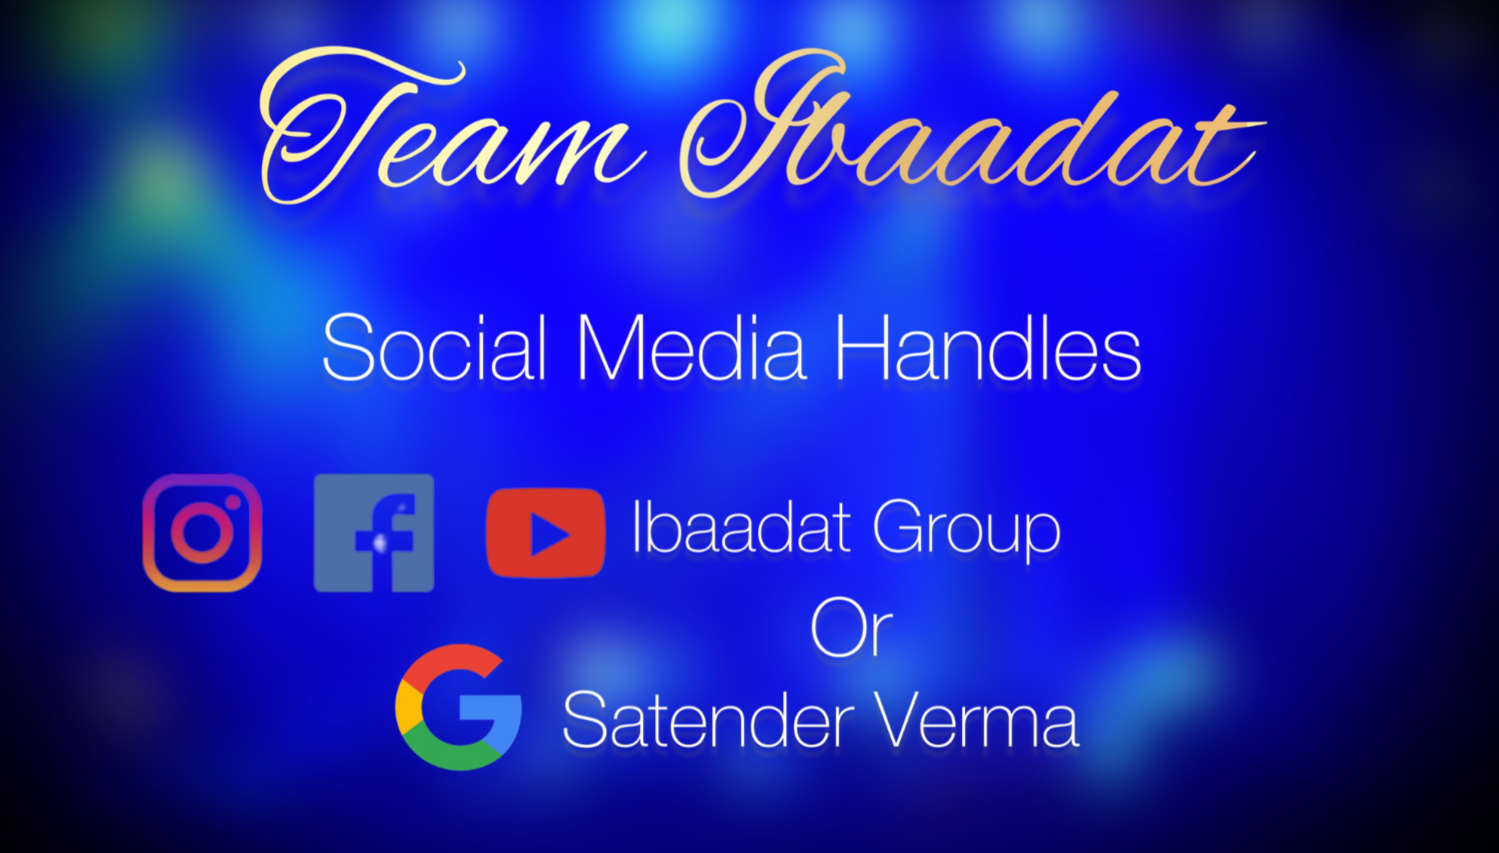 Team Ibaadat
Social Media Handles
Ibaadat Group
Or
Satender Verma